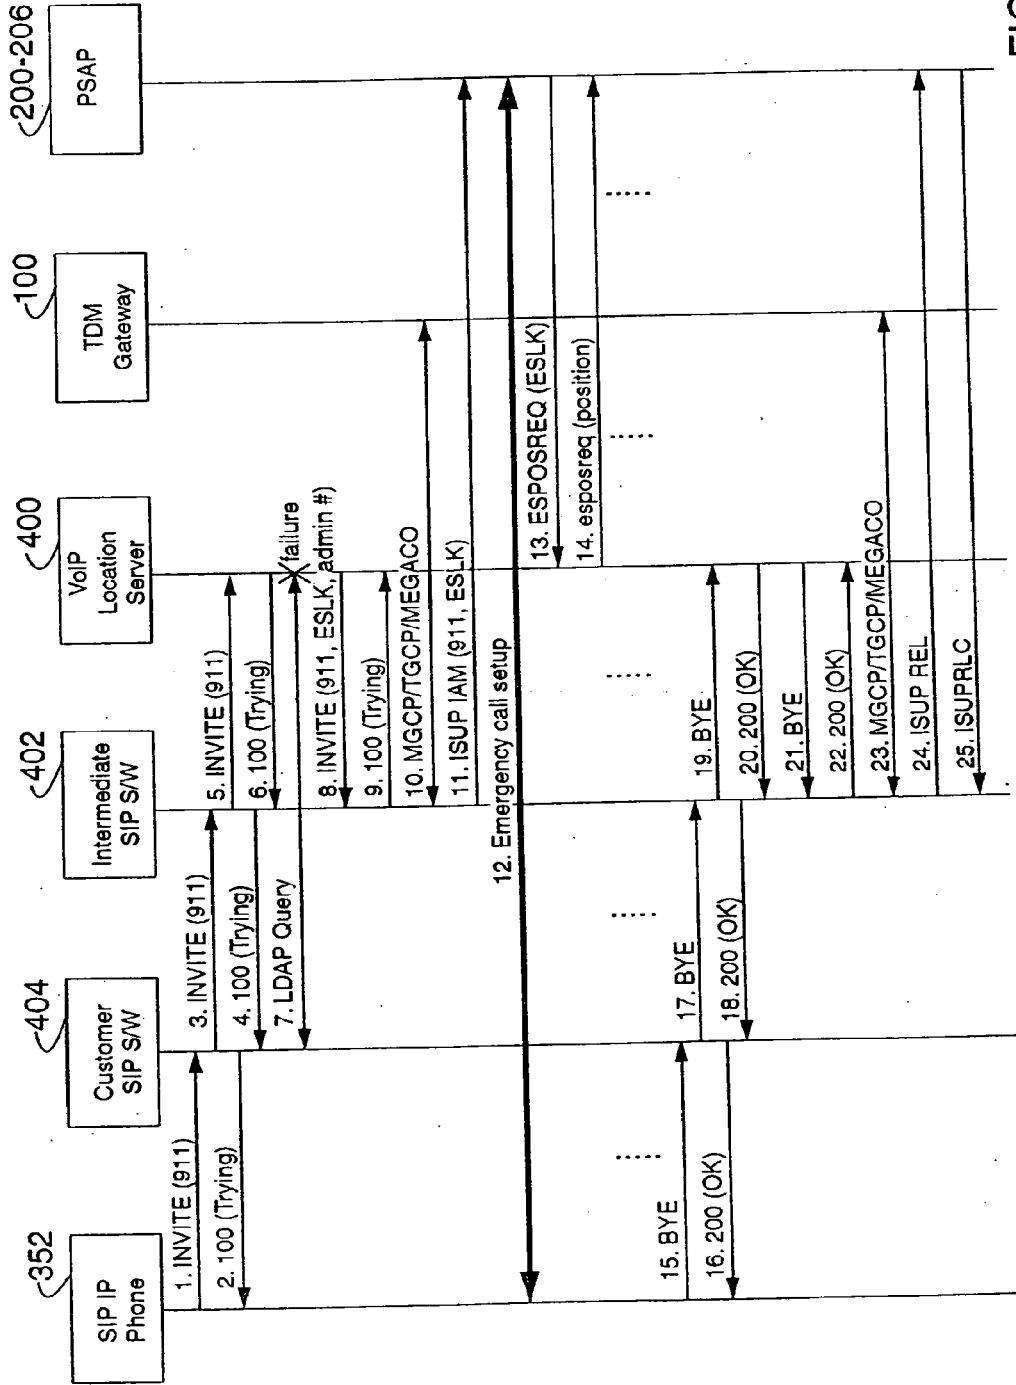 352
SIP IP
Phone
404
Customer
SIP S/W
402
Intermediate
SIP S/W
400
VoIP
Location
Server
100
TDM
Gateway
200-206
PSAP
1. INVITE (911)
2. 100 (Trying)
3. INVITE (911)
4. 100 (Trying)
5. INVITE (911)
6. 100 (Trying)
7. LDAP Query
failure
8. INVITE (911, ESLK, admin #)
9. 100 (Trying)
10. MGCP/TGCP/MEGACO
11. ISUP IAM (911, ESLK)
12. Emergency call setup
13. ESPOSREQ (ESLK)
14. esposreq (position)
15. BYE
16. 200 (OK)
17. BYE
18. 200 (OK)
19. BYE
20. 200 (OK)
21. BYE
22. 200 (OK)
23. MGCP/TGCP/MEGACO
24. ISUP REL
25. ISUPRLC